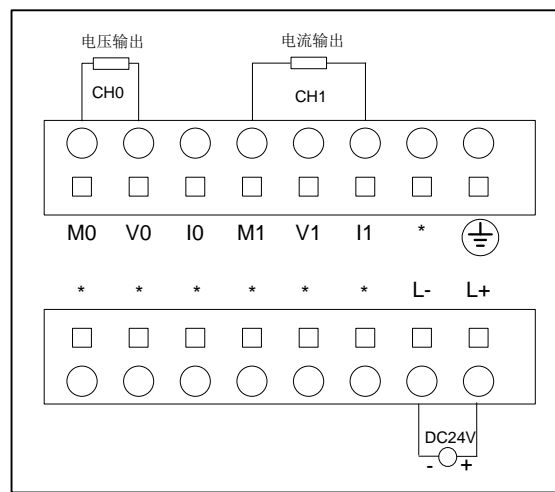 电压输出 电流输出
CH0 CH1
M0 V0 I0 M1 V1 I1 *
* * * * * * L- L+
DC24V
- +